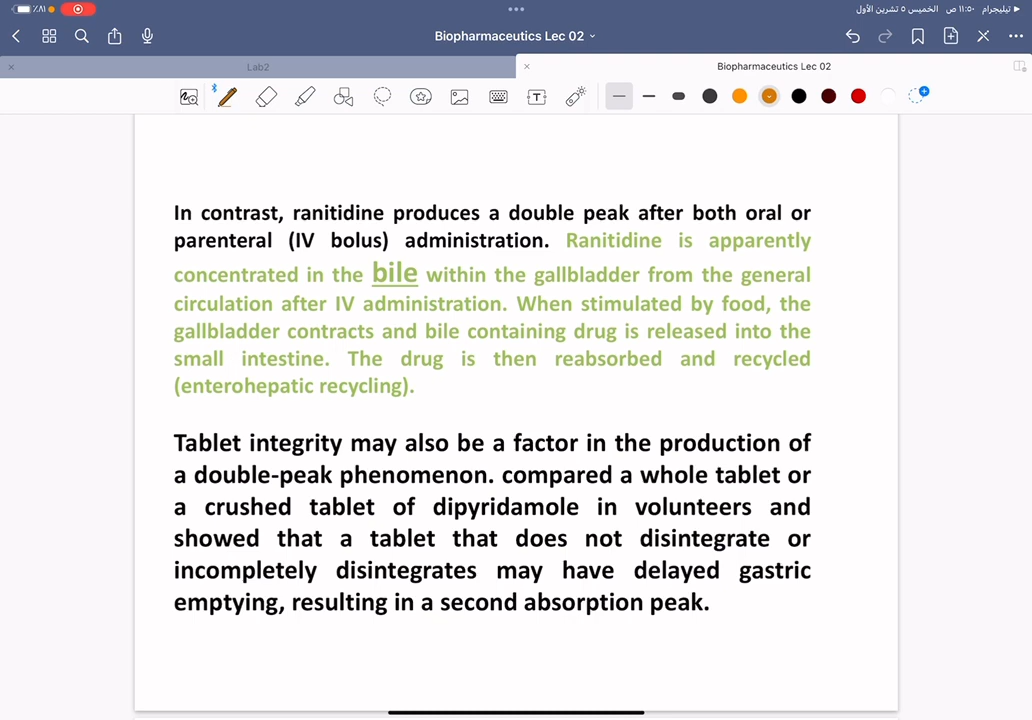 ٪٨١
تيليجرام ١١:٥٠ ص الخميس ٥ تشرين الأول
Biopharmaceutics Lec 02
Lab2
Biopharmaceutics Lec 02
In contrast, ranitidine produces a double peak after both oral or
parenteral (IV bolus) administration. Ranitidine is apparently
concentrated in the bile within the gallbladder from the general
circulation after IV administration. When stimulated by food, the
gallbladder contracts and bile containing drug is released into the
small intestine. The drug is then reabsorbed and recycled
(enterohepatic recycling).
Tablet integrity may also be a factor in the production of
a double-peak phenomenon. compared a whole tablet or
a crushed tablet of dipyridamole in volunteers and
showed that a tablet that does not disintegrate or
incompletely disintegrates may have delayed gastric
emptying, resulting in a second absorption peak.